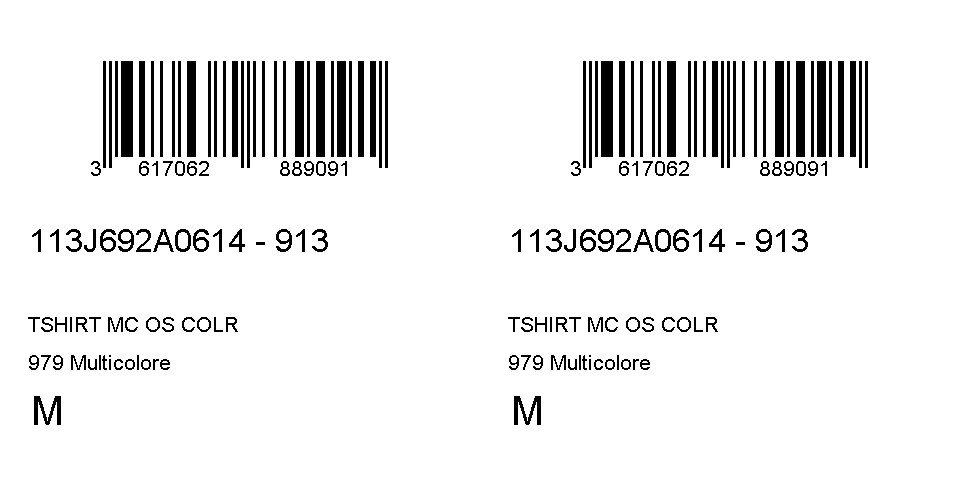 3 617062 889091 3 617062 889091
113J692A0614 - 913 113J692A0614 - 913
TSHIRT MC OS COLR TSHIRT MC OS COLR
979 Multicolore 979 Multicolore
M M